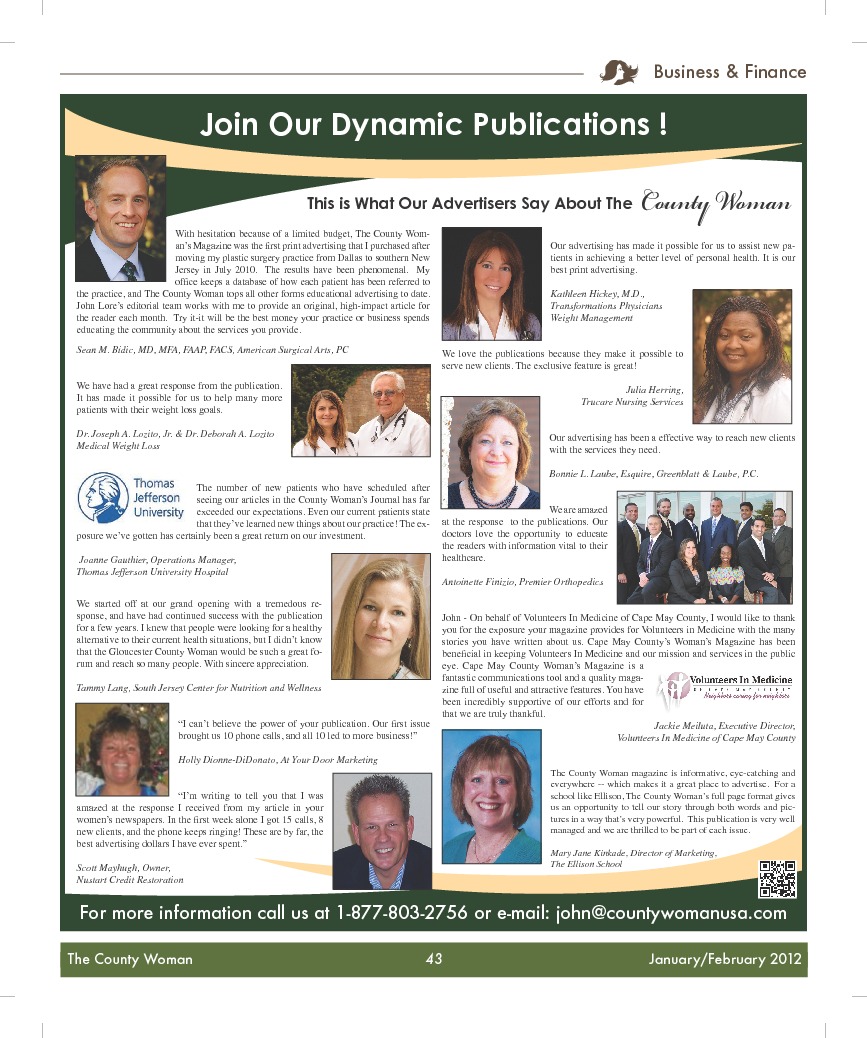 Business & Finance
Join Our Dynamic Publications !
This is What Our Advertisers Say About The County Woman
With hesitation because of a limited budget, The County Wom-
an's Magazine was the first print advertising that I purchased after
moving my plastic surgery practice from Dallas to southern New
Jersey in July 2010. The results have been phenomenal. My
office keeps a database of how each patient has been referred to
the practice, and The County Woman tops all other forms educational advertising to date.
John Lore's editorial team works with me to provide an original, high-impact article for
the reader each month. Try it-it will be the best money your practice or business spends
educating the community about the services you provide.
Sean M. Bidic, MD, MFA, FAAP, FACS, American Surgical Arts, PC
We have had a great response from the publication.
It has made it possible for us to help many more
patients with their weight loss goals.
Dr. Joseph A. Lozito, Jr. & Dr. Deborah A. Lozito
Medical Weight Loss
Thomas
Jefferson
University
The number of new patients who have scheduled after
seeing our articles in the County Woman's Journal has far
exceeded our expectations. Even our current patients state
that they've learned new things about our practice! The ex-
posure we've gotten has certainly been a great return on our investment.
Joanne Gauthier, Operations Manager,
Thomas Jefferson University Hospital
We started off at our grand opening with a tremedous re-
sponse, and have had continued success with the publication
for a few years. I knew that people were looking for a healthy
alternative to their current health situations, but I didn't know
that the Gloucester County Woman would be such a great fo-
rum and reach so many people. With sincere appreciation.
Tammy Lang, South Jersey Center for Nutrition and Wellness
“I can't believe the power of your publication. Our first issue
brought us 10 phone calls, and all 10 led to more business!”
Holly Dionne-DiDonato, At Your Door Marketing
“I'm writing to tell you that I was
amazed at the response I received from my article in your
women's newspapers. In the first week alone I got 15 calls, 8
new clients, and the phone keeps ringing! These are by far, the
best advertising dollars I have ever spent.”
Scott Mayhugh, Owner,
Nustart Credit Restoration
Our advertising has made it possible for us to assist new pa-
tients in achieving a better level of personal health. It is our
best print advertising.
Kathleen Hickey, M.D.,
Transformations Physicians
Weight Management
We love the publications because they make it possible to
serve new clients. The exclusive feature is great!
Julia Herring,
Trucare Nursing Services
Our advertising has been a effective way to reach new clients
with the services they need.
Bonnie L. Laube, Esquire, Greenblatt & Laube, P.C.
We are amazed
at the response to the publications. Our
doctors love the opportunity to educate
the readers with information vital to their
healthcare.
Antoinette Finizio, Premier Orthopedics
John - On behalf of Volunteers In Medicine of Cape May County, I would like to thank
you for the exposure your magazine provides for Volunteers in Medicine with the many
stories you have written about us. Cape May County's Woman's Magazine has been
beneficial in keeping Volunteers In Medicine and our mission and services in the public
eye. Cape May County Woman's Magazine is a
fantastic communications tool and a quality maga-
zine full of useful and attractive features. You have
been incredibly supportive of our efforts and for
that we are truly thankful.
Volunteers In Medicine
OF CAPE MAY COUNTY
Neighbors caring for neighbors
Jackie Meiluta, Executive Director,
Volunteers In Medicine of Cape May County
The County Woman magazine is informative, eye-catching and
everywhere -- which makes it a great place to advertise. For a
school like Ellison, The County Woman's full page format gives
us an opportunity to tell our story through both words and pic-
tures in a way that's very powerful. This publication is very well
managed and we are thrilled to be part of each issue.
Mary Jane Kinkade, Director of Marketing,
The Ellison School
For more information call us at 1-877-803-2756 or e-mail: john@countywomanusa.com
The County Woman 43 January/February 2012